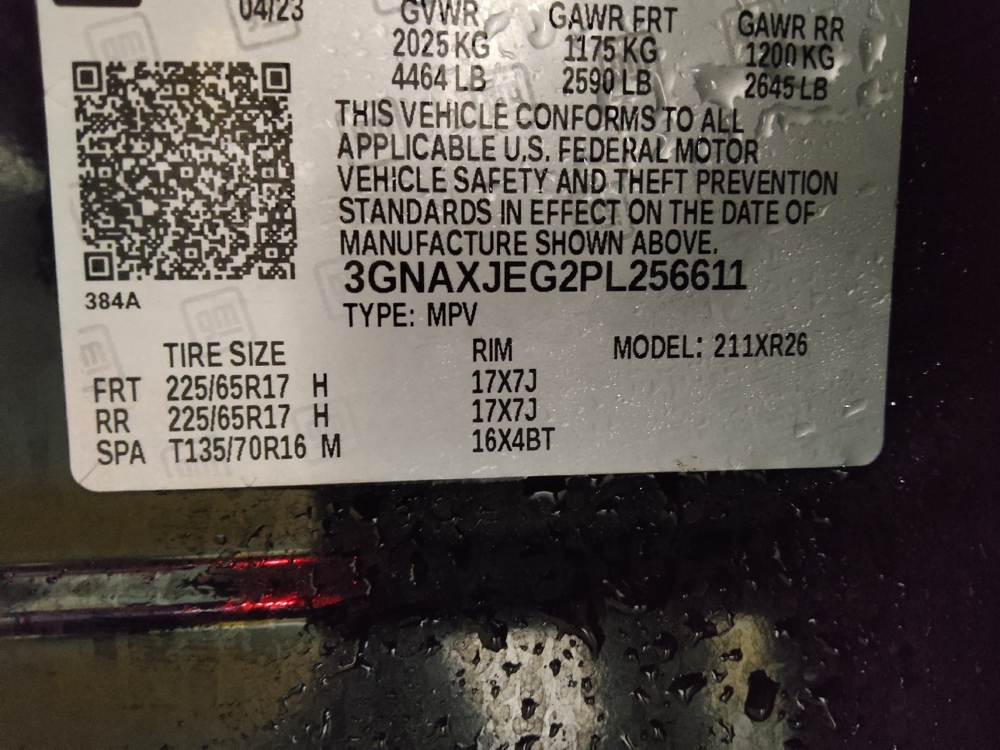 04/23 GVWR GAWR FRT GAWR RR
2025 KG 1175 KG 1200 KG
4464 LB 2590 LB 2645 LB
THIS VEHICLE CONFORMS TO ALL
APPLICABLE U.S. FEDERAL MOTOR
VEHICLE SAFETY AND THEFT PREVENTION
STANDARDS IN EFFECT ON THE DATE OF
MANUFACTURE SHOWN ABOVE.
3GNAXJEG2PL256611
384A
TYPE: MPV
TIRE SIZE RIM MODEL: 211XR26
FRT 225/65R17 H 17X7J
RR 225/65R17 H 17X7J
SPA T135/70R16 M 16X4BT